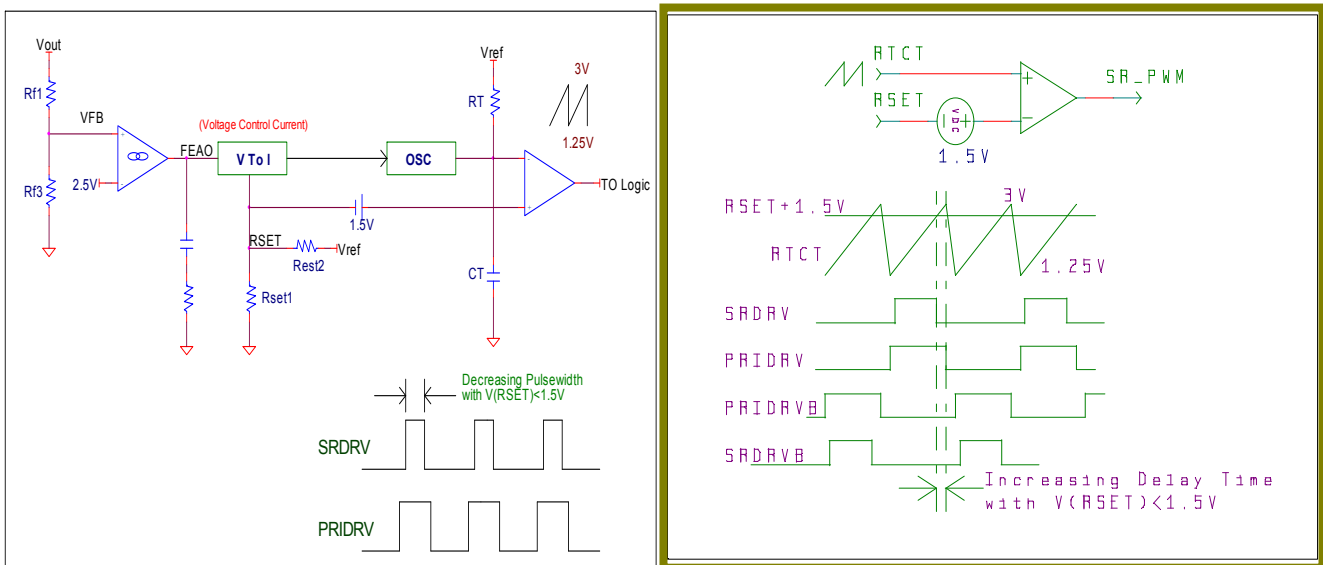 Vout
Rf1
VFB
Rf3
2.5V
FEAO
(Voltage Control Current)
V To I
OSC
Vref
RT
3V
1.25V
TO Logic
1.5V
RSET
Vref
Rest2
Rset1
CT
Decreasing Pulsewidth
with V(RSET)<1.5V
SRDRV
PRIDRV
RTCT
RSET
VDC
1.5V
+
-
SR_PWM
RSET+1.5V
3V
RTCT
1.25V
SRDRV
PRIDRV
PRIDRVB
SRDRVB
Increasing Delay Time
with V(RSET)<1.5V